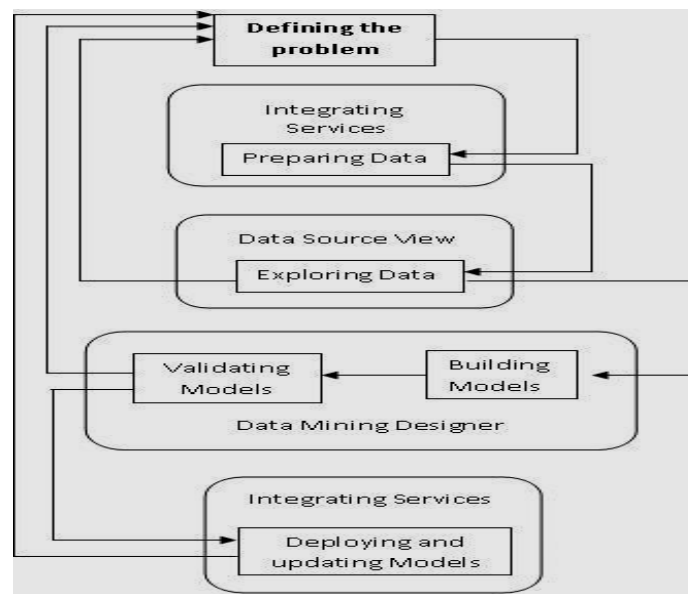 Defining the
problem
Integrating
Services
Preparing Data
Data Source View
Exploring Data
Validating
Models
Building
Models
Data Mining Designer
Integrating Services
Deploying and
updating Models